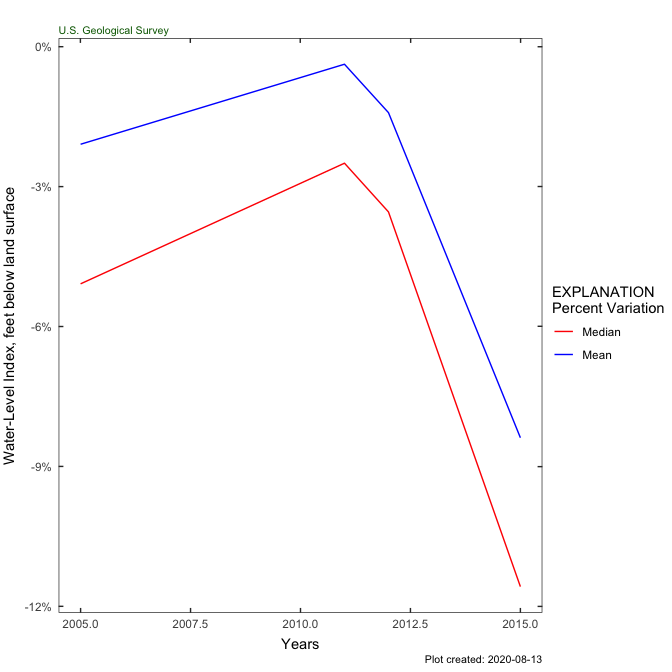 U.S. Geological Survey
0%
-3%
-6%
-9%
-12%
Water-Level Index, feet below land surface
2005.0 2007.5 2010.0 2012.5 2015.0
Years
EXPLANATION
Percent Variation
Median
Mean
Plot created: 2020-08-13